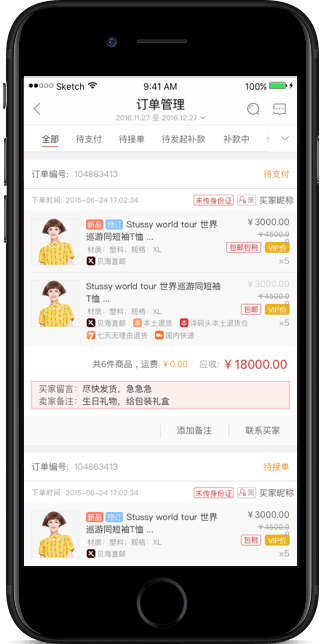 Sketch 9:41 AM 100%
订单管理
2016.11.27 至 2016.12.27
全部 待支付 待接单 待发起补款 补款中
订单编号: 104863413 待支付
下单时间: 2015-06-24 17:02:34 未传身份证 买家昵称
新品 预订 Stussy world tour 世界 ¥3000.00
巡游同短袖T恤 ... ¥4500.0
材质: 塑料; 规格: XL 包邮包税 VIP价
贝海直邮 ×5
Stussy world tour 世界巡游同短袖 ¥3000.00
T恤 ... ¥4500.0
材质: 塑料; 规格: XL 包邮 VIP价
贝海直邮 本土退货 洋码头本土退货仓 ×5
七天无理由退货 国内快递
共6件商品，运费 ¥0.00 应收: ¥18000.00
买家留言: 尽快发货，急急急
卖家备注: 生日礼物，给包装礼盒
添加备注 联系买家
订单编号: 104863413 待接单
下单时间: 2015-06-24 17:02:34 未传身份证 买家昵称
新品 预订 Stussy world tour 世界 ¥3000.00
巡游同短袖T恤 ... ¥4500.0
材质: 塑料; 规格: XL 包税 VIP价
贝海直邮 ×5